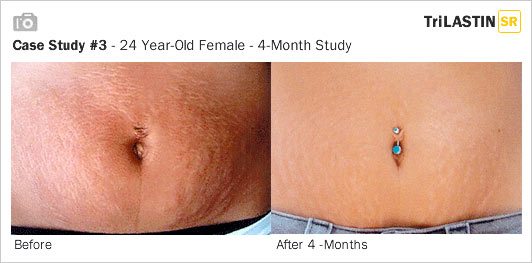 TriLASTIN SR
Case Study #3 - 24 Year-Old Female - 4-Month Study
Before
After 4 -Months